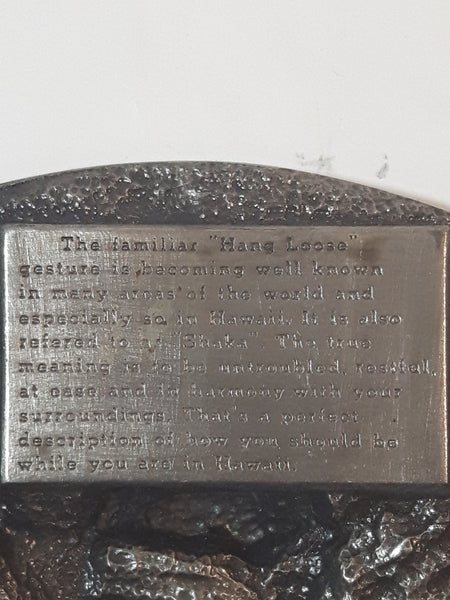 The familiar "Hang Loose"
gesture is becoming well known
in many areas of the world and
especially so in Hawaii. It is also
refered to as "Shaka". The true
meaning is to be untroubled, restful,
at ease and in harmony with your
surroundings. That's a perfect
description of how you should be
while you are in Hawaii.